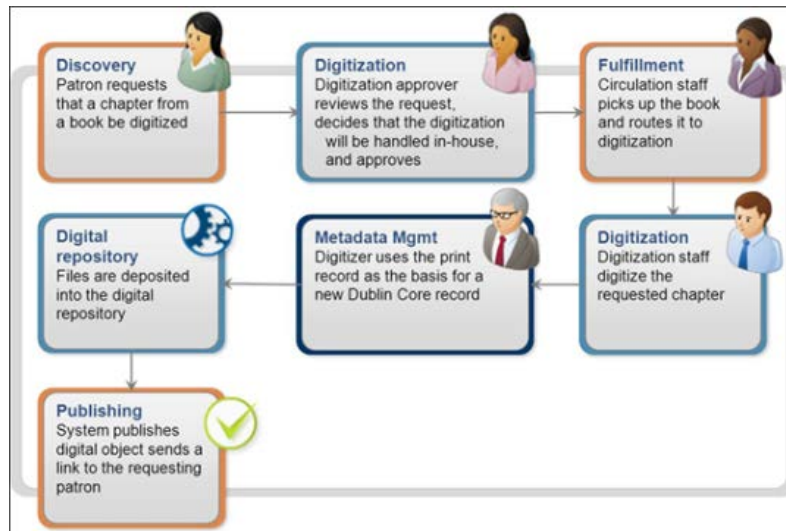 Discovery
Patron requests
that a chapter from
a book be digitized
Digitization
Digitization approver
reviews the request,
decides that the digitization
will be handled in-house,
and approves
Fulfillment
Circulation staff
picks up the book
and routes it to
digitization
Digitization
Digitization staff
digitize the
requested chapter
Metadata Mgmt
Digitizer uses the print
record as the basis for a
new Dublin Core record
Digital
repository
Files are deposited
into the digital
repository
Publishing
System publishes
digital object sends a
link to the requesting
patron